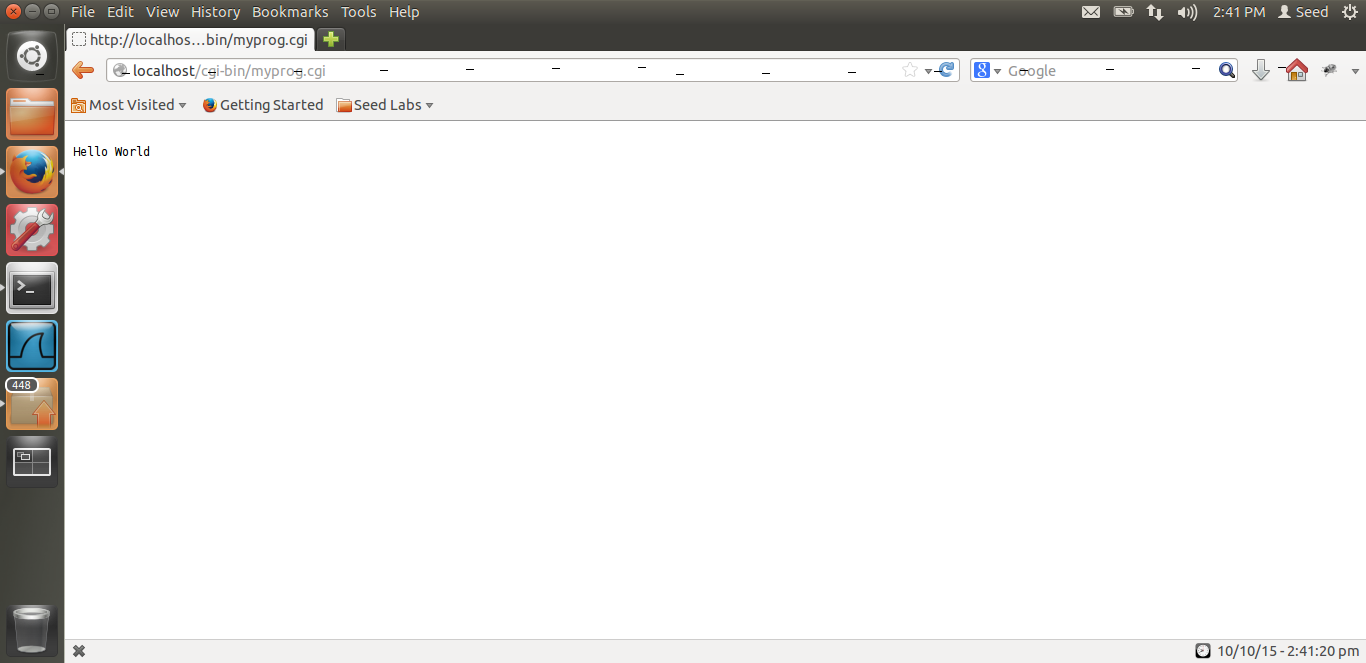 File Edit View History Bookmarks Tools Help 2:41 PM Seed
http://localhos...bin/myprog.cgi
localhost/cgi-bin/myprog.cgi Google
Most Visited Getting Started Seed Labs
Hello World
448
10/10/15 - 2:41:20 pm